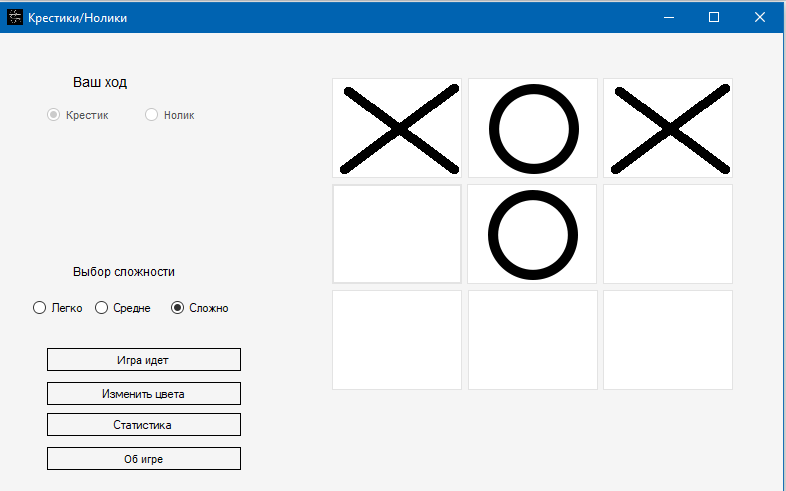 Крестики/Нолики
Ваш ход
Крестик Нолик
Выбор сложности
Легко Средне Сложно
Игра идет
Изменить цвета
Статистика
Об игре